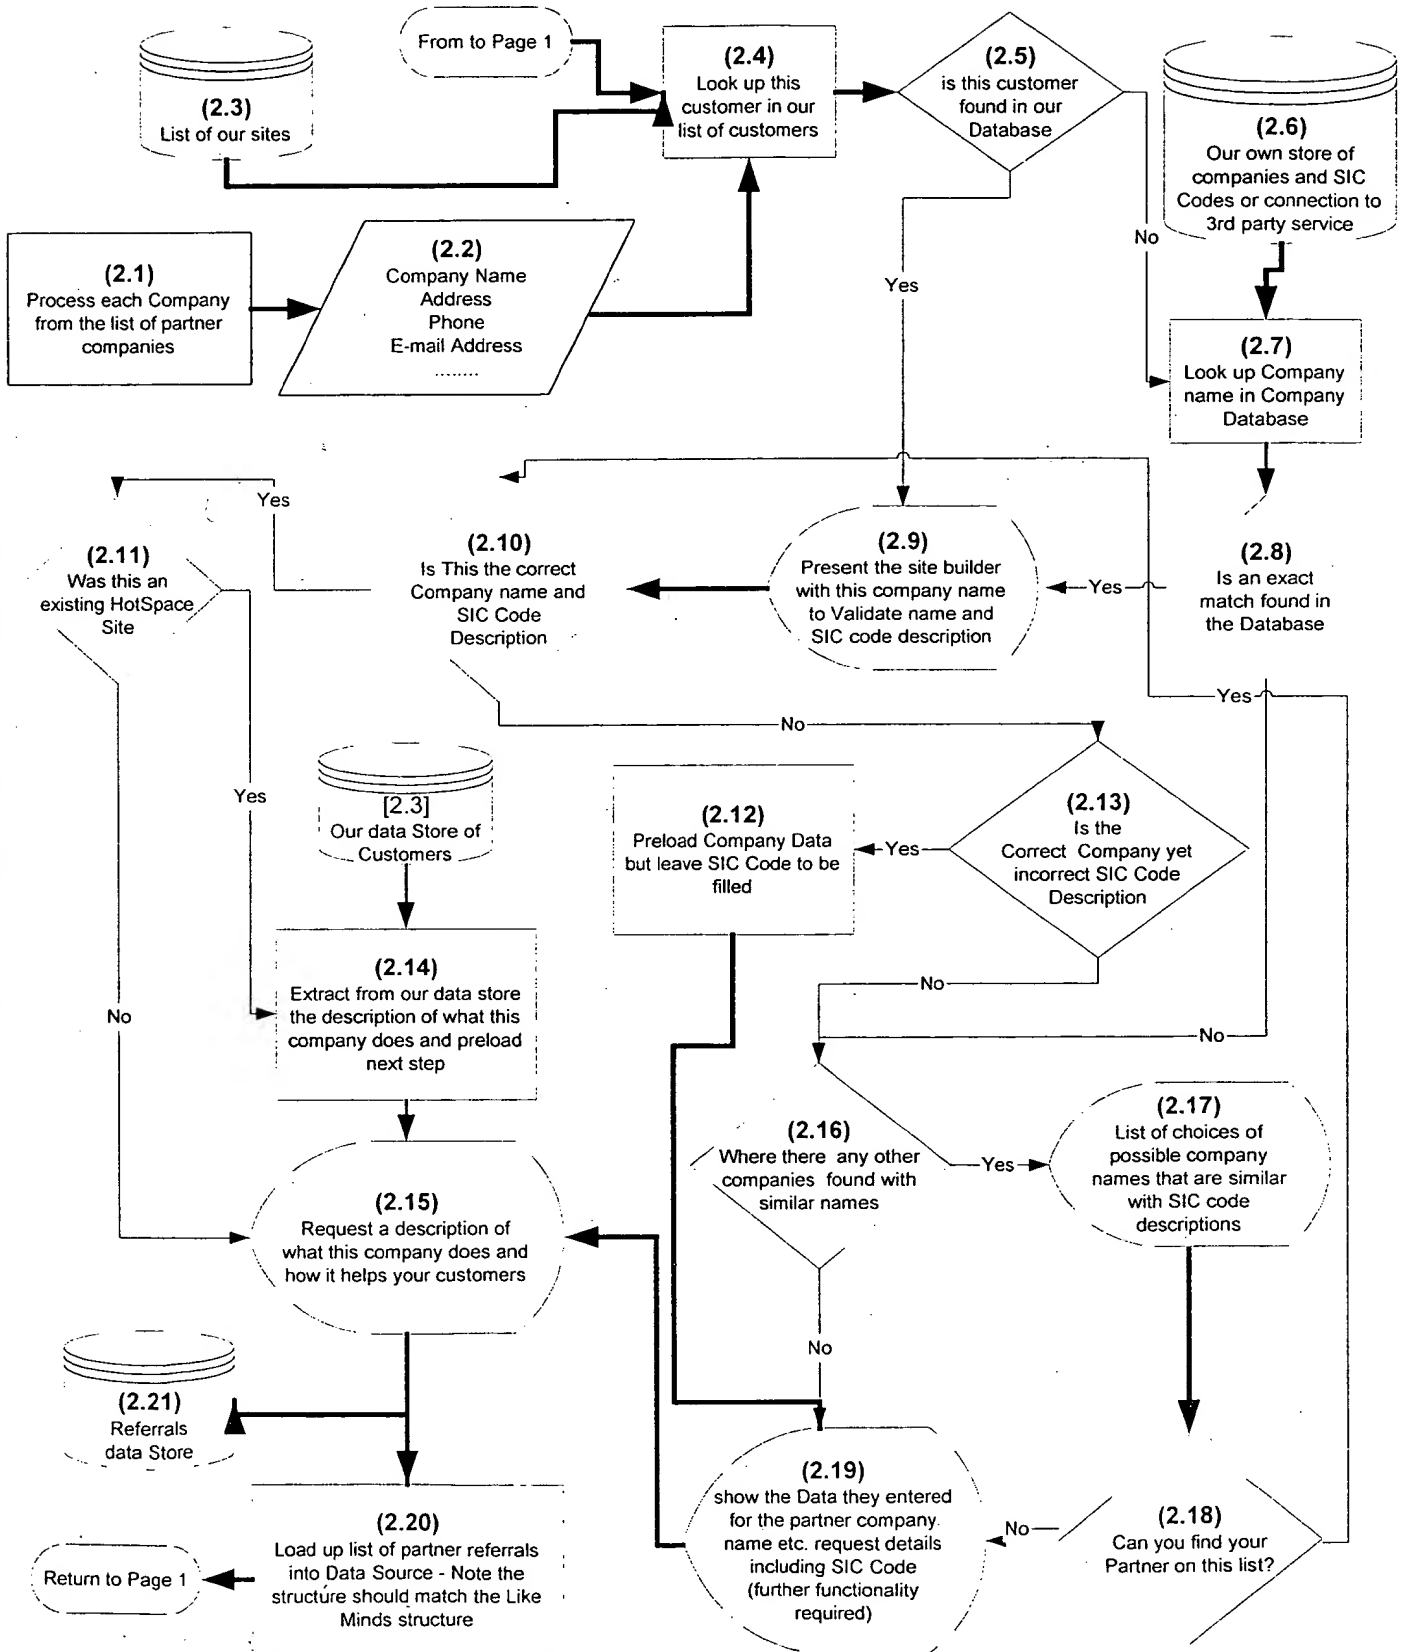 From to Page 1
(2.3)
List of our sites
(2.4)
Look up this
customer in our
list of customers
(2.5)
is this customer
found in our
Database
(2.6)
Our own store of
companies and SIC
Codes or connection to
3rd party service
(2.1)
Process each Company
from the list of partner
companies
(2.2)
Company Name
Address
Phone
E-mail Address
........
No
Yes
(2.7)
Look up Company
name in Company
Database
Yes
(2.11)
Was this an
existing HotSpace
Site
(2.10)
Is This the correct
Company name and
SIC Code
Description
(2.9)
Present the site builder
with this company name
to Validate name and
SIC code description
Yes
(2.8)
Is an exact
match found in
the Database
Yes
No
[2.3]
Our data Store of
Customers
Yes
(2.12)
Preload Company Data
but leave SIC Code to be
filled
Yes
(2.13)
Is the
Correct Company yet
incorrect SIC Code
Description
(2.14)
Extract from our data store
the description of what this
company does and preload
next step
No
No
No
(2.16)
Where there any other
companies found with
similar names
Yes
(2.17)
List of choices of
possible company
names that are similar
with SIC code
descriptions
(2.15)
Request a description of
what this company does and
how it helps your customers
No
(2.21)
Referrals
data Store
(2.19)
show the Data they entered
for the partner company.
name etc. request details
including SIC Code
(further functionality
required)
No
(2.18)
Can you find your
Partner on this list?
(2.20)
Load up list of partner referrals
into Data Source - Note the
structure should match the Like
Minds structure
Return to Page 1